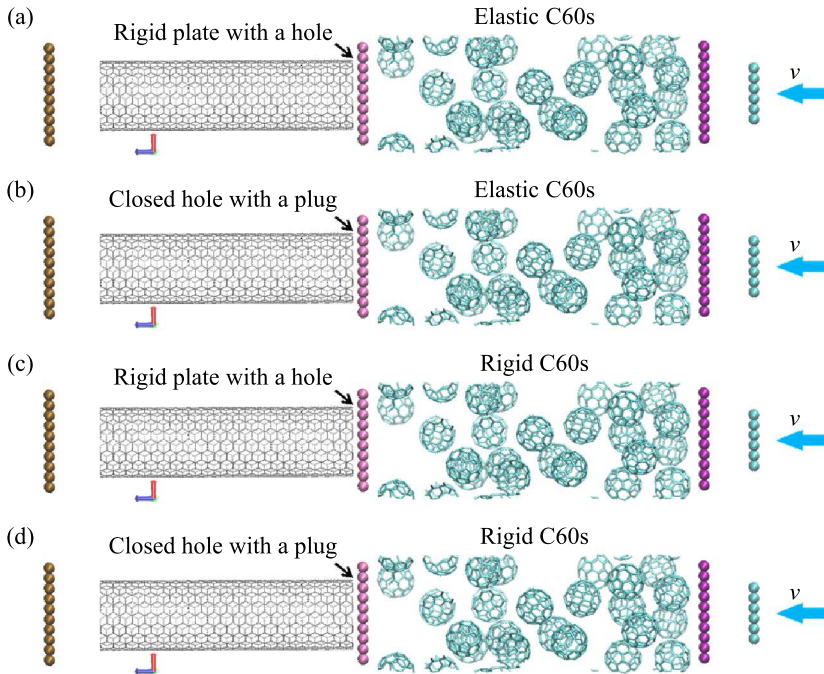 (a)
Elastic C60s
Rigid plate with a hole
v
(b)
Elastic C60s
Closed hole with a plug
v
(c)
Rigid C60s
Rigid plate with a hole
v
(d)
Rigid C60s
Closed hole with a plug
v